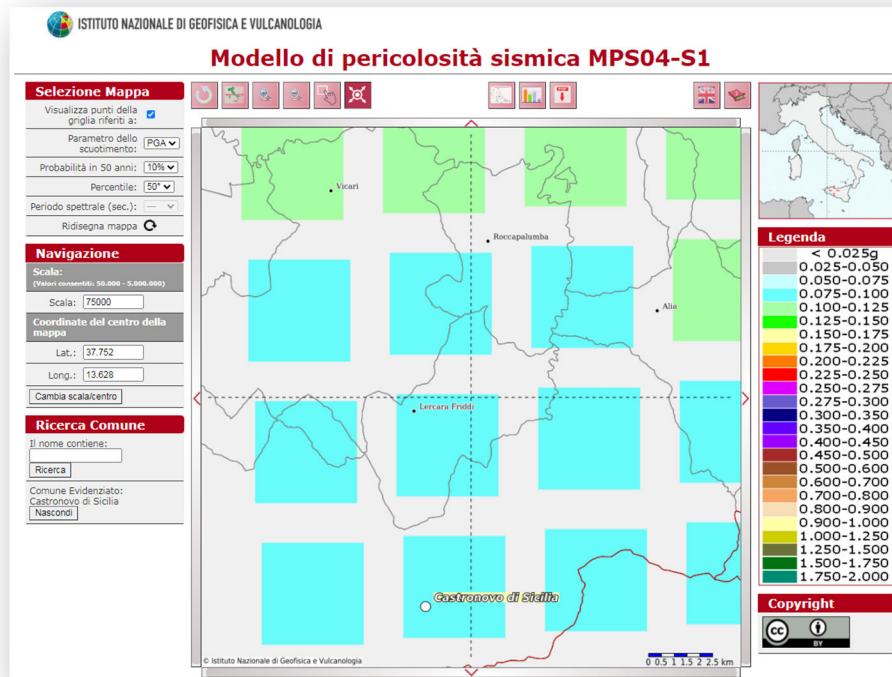 ISTITUTO NAZIONALE DI GEOFISICA E VULCANOLOGIA
Modello di pericolosità sismica MPS04-S1
Selezione Mappa
Visualizza punti della
griglia riferiti a:
Parametro dello
scuotimento: PGA
Probabilità in 50 anni: 10%
Percentile: 50°
Periodo spettrale (sec.): ---
Ridisegna mappa
Navigazione
Scala:
(Valori consentiti: 50.000 - 5.000.000)
Scala: 75000
Coordinate del centro della
mappa
Lat.: 37.752
Long.: 13.628
Cambia scala/centro
Ricerca Comune
Il nome contiene:
Ricerca
Comune Evidenziato:
Castronovo di Sicilia
Nascondi
Vicari
Roccapalumba
Alia
Lercara Friddi
Castronovo di Sicilia
© Istituto Nazionale di Geofisica e Vulcanologia
0 0.5 1 1.5 2 2.5 km
Legenda
< 0.025g
0.025-0.050
0.050-0.075
0.075-0.100
0.100-0.125
0.125-0.150
0.150-0.175
0.175-0.200
0.200-0.225
0.225-0.250
0.250-0.275
0.275-0.300
0.300-0.350
0.350-0.400
0.400-0.450
0.450-0.500
0.500-0.600
0.600-0.700
0.700-0.800
0.800-0.900
0.900-1.000
1.000-1.250
1.250-1.500
1.500-1.750
1.750-2.000
Copyright
cc
BY